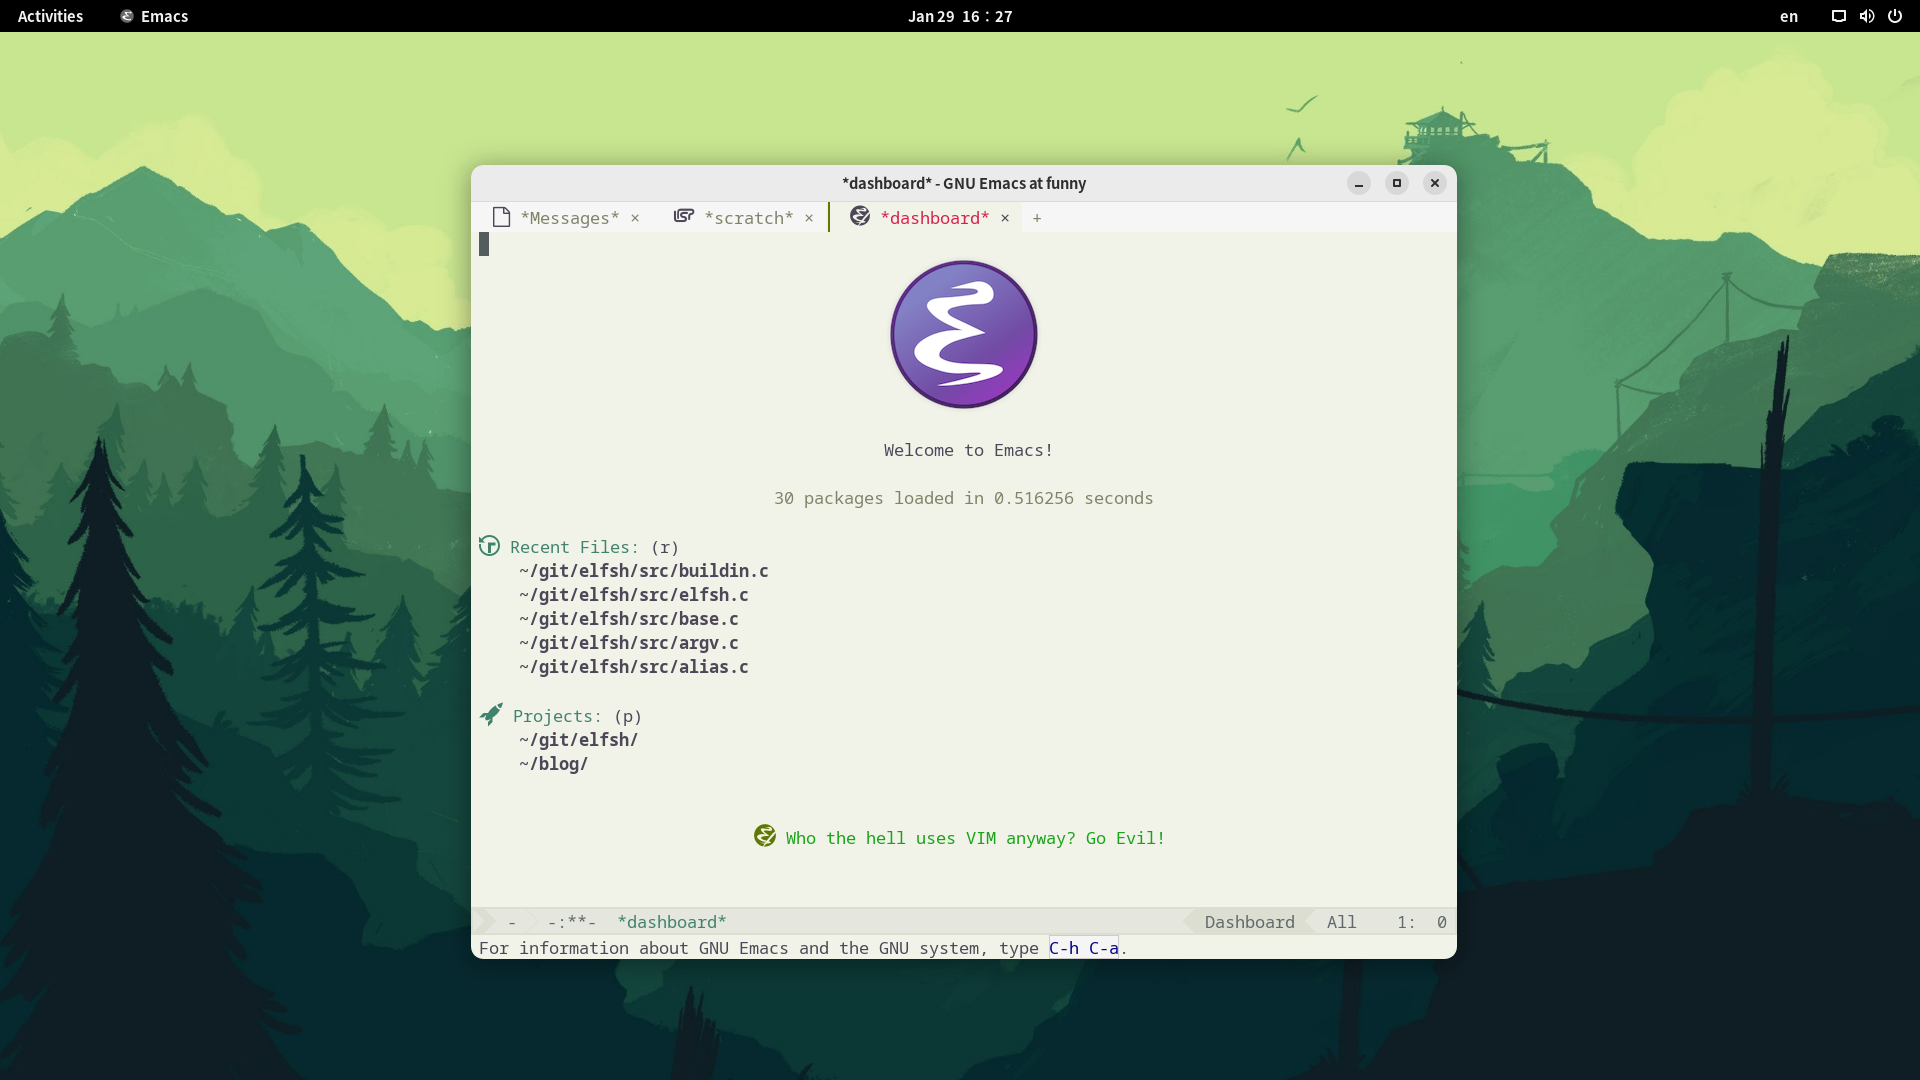 Activities Emacs Jan 29 16:27 en
*dashboard* - GNU Emacs at funny
*Messages* × *scratch* × *dashboard* × +
Welcome to Emacs!
30 packages loaded in 0.516256 seconds
Recent Files: (r)
~/git/elfsh/src/buildin.c
~/git/elfsh/src/elfsh.c
~/git/elfsh/src/base.c
~/git/elfsh/src/argv.c
~/git/elfsh/src/alias.c
Projects: (p)
~/git/elfsh/
~/blog/
Who the hell uses VIM anyway? Go Evil!
- -:**- *dashboard* Dashboard All 1: 0
For information about GNU Emacs and the GNU system, type C-h C-a.